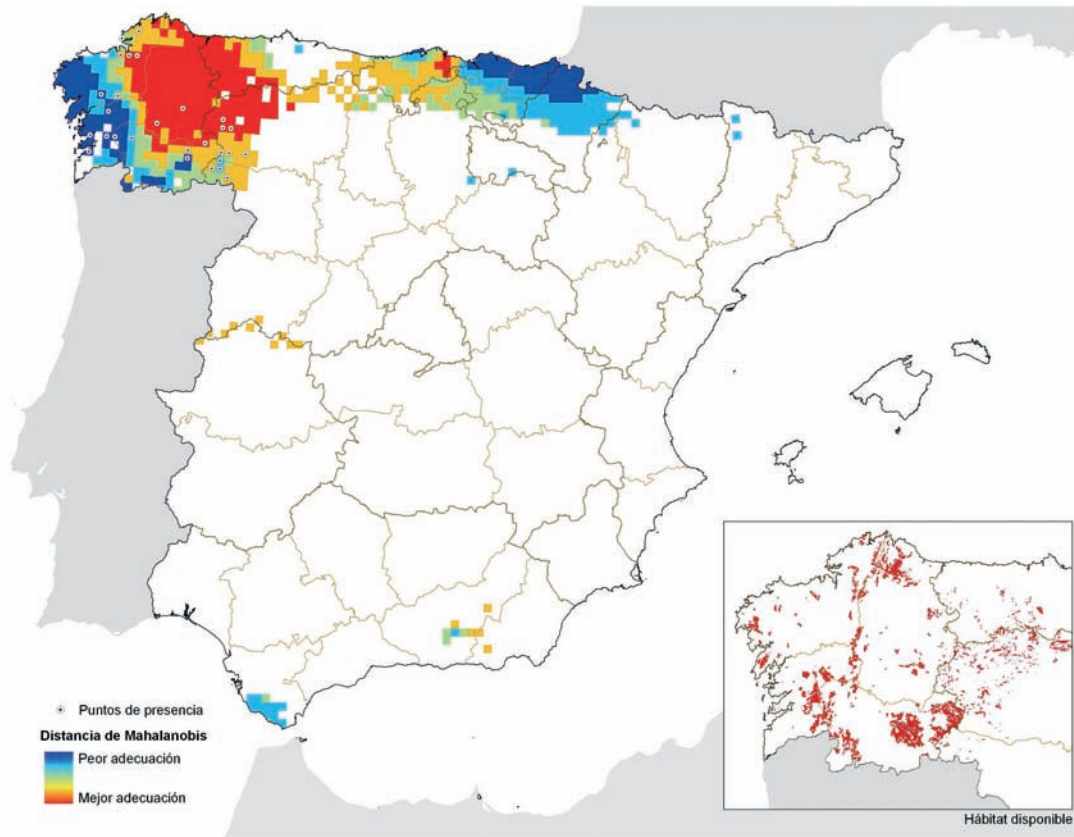 Puntos de presencia
Distancia de Mahalanobis
Peor adecuación
Mejor adecuación
Hábitat disponible